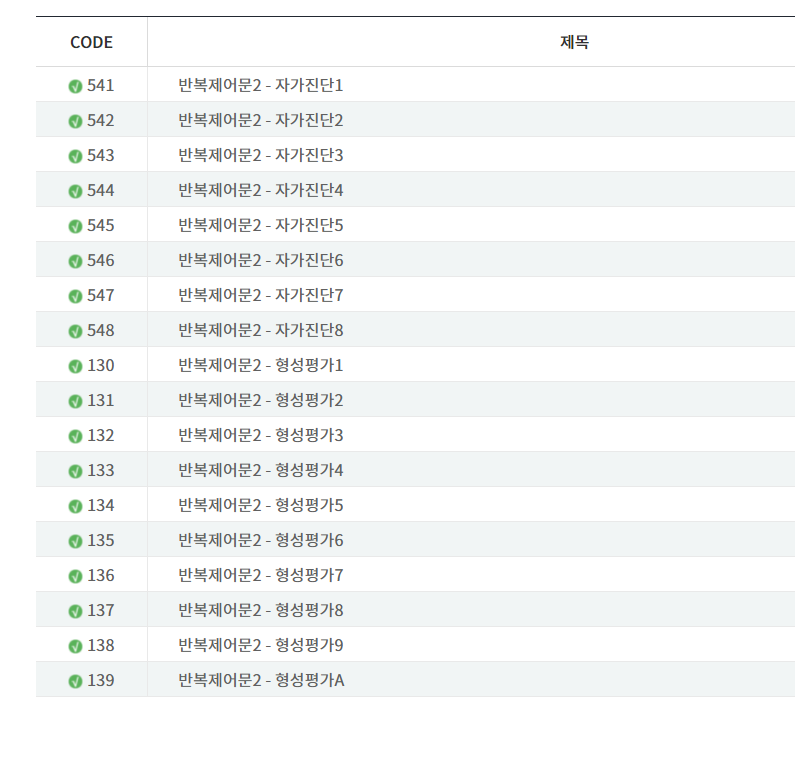 CODE 제목
541 반복제어문2 - 자가진단1
542 반복제어문2 - 자가진단2
543 반복제어문2 - 자가진단3
544 반복제어문2 - 자가진단4
545 반복제어문2 - 자가진단5
546 반복제어문2 - 자가진단6
547 반복제어문2 - 자가진단7
548 반복제어문2 - 자가진단8
130 반복제어문2 - 형성평가1
131 반복제어문2 - 형성평가2
132 반복제어문2 - 형성평가3
133 반복제어문2 - 형성평가4
134 반복제어문2 - 형성평가5
135 반복제어문2 - 형성평가6
136 반복제어문2 - 형성평가7
137 반복제어문2 - 형성평가8
138 반복제어문2 - 형성평가9
139 반복제어문2 - 형성평가A